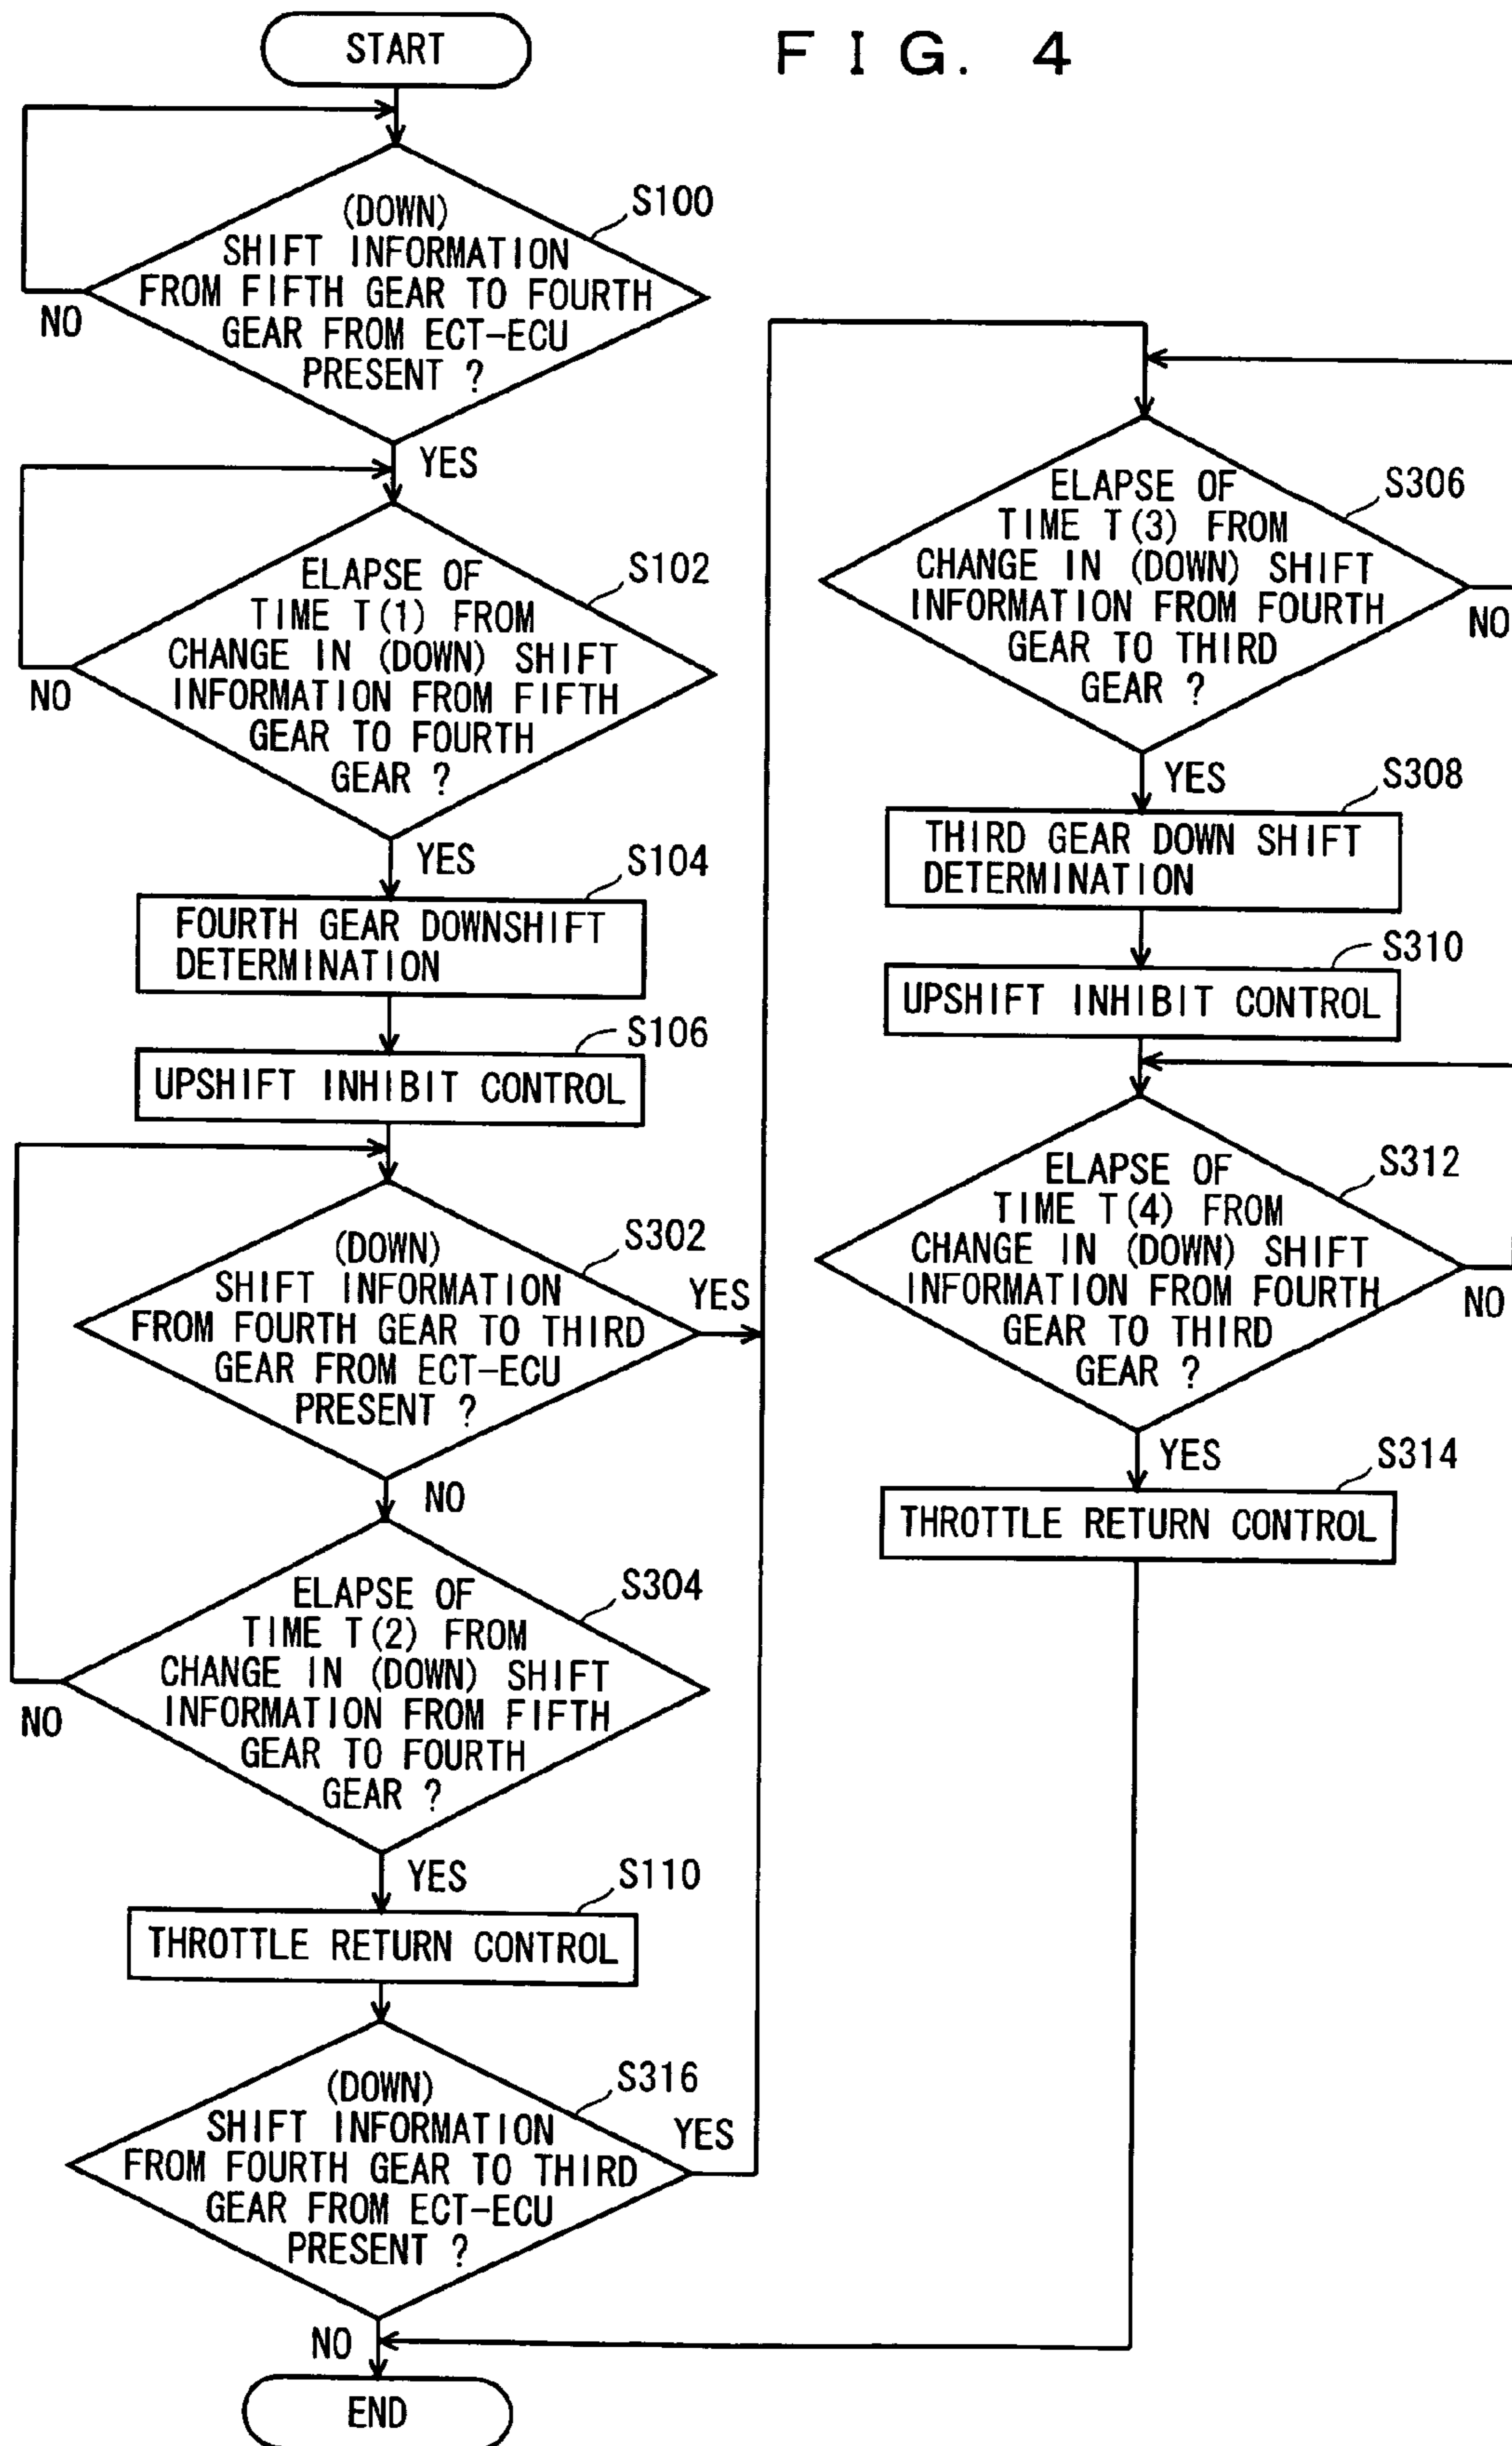 FIG. 4
START
(DOWN)
SHIFT INFORMATION
FROM FIFTH GEAR TO FOURTH
GEAR FROM ECT-ECU
PRESENT ?
S100
NO
YES
ELAPSE OF
TIME T(1) FROM
CHANGE IN (DOWN) SHIFT
INFORMATION FROM FIFTH
GEAR TO FOURTH
GEAR ?
S102
NO
YES
S104
FOURTH GEAR DOWNSHIFT
DETERMINATION
S106
UPSHIFT INHIBIT CONTROL
(DOWN)
SHIFT INFORMATION
FROM FOURTH GEAR TO THIRD
GEAR FROM ECT-ECU
PRESENT ?
S302
YES
NO
ELAPSE OF
TIME T(2) FROM
CHANGE IN (DOWN) SHIFT
INFORMATION FROM FIFTH
GEAR TO FOURTH
GEAR ?
S304
NO
YES
S110
THROTTLE RETURN CONTROL
(DOWN)
SHIFT INFORMATION
FROM FOURTH GEAR TO THIRD
GEAR FROM ECT-ECU
PRESENT ?
S316
YES
NO
END
ELAPSE OF
TIME T(3) FROM
CHANGE IN (DOWN) SHIFT
INFORMATION FROM FOURTH
GEAR TO THIRD
GEAR ?
S306
NO
YES
S308
THIRD GEAR DOWN SHIFT
DETERMINATION
S310
UPSHIFT INHIBIT CONTROL
ELAPSE OF
TIME T(4) FROM
CHANGE IN (DOWN) SHIFT
INFORMATION FROM FOURTH
GEAR TO THIRD
GEAR ?
S312
NO
YES
S314
THROTTLE RETURN CONTROL